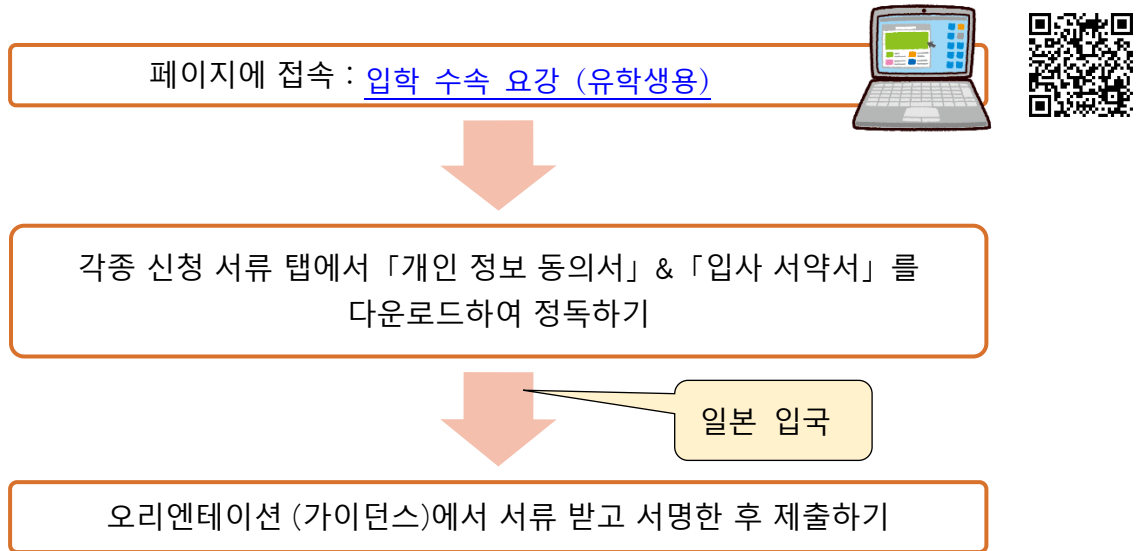 페이지에 접속 : 입학 수속 요강 (유학생용)
각종 신청 서류 탭에서「개인 정보 동의서」&「입사 서약서」를
다운로드하여 정독하기
일본 입국
오리엔테이션 (가이던스)에서 서류 받고 서명한 후 제출하기